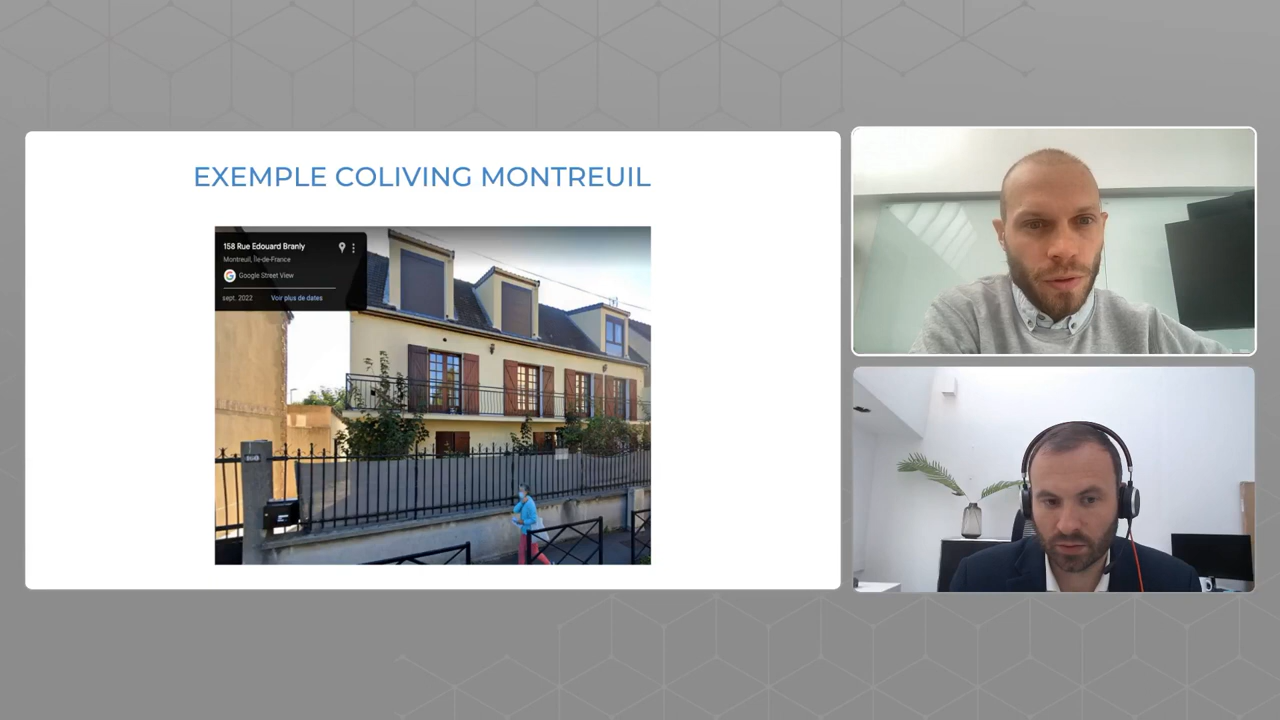 EXEMPLE COLIVING MONTREUIL
158 Rue Edouard Branly
Montreuil, Île-de-France
Google Street View
sept. 2022 Voir plus de dates